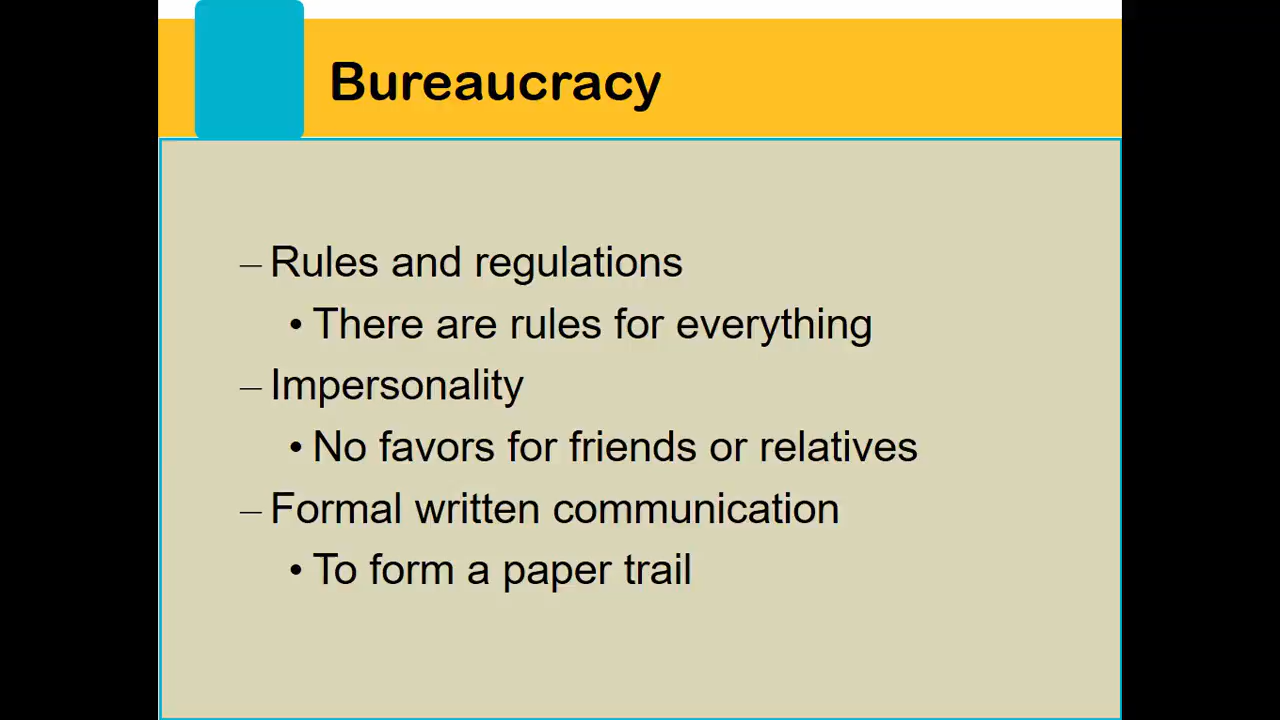 Bureaucracy
– Rules and regulations
• There are rules for everything
– Impersonality
• No favors for friends or relatives
– Formal written communication
• To form a paper trail